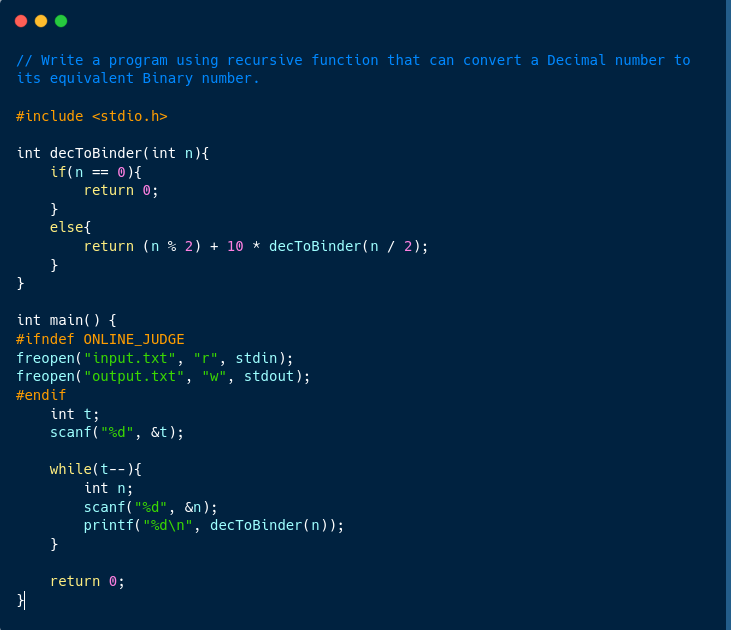 // Write a program using recursive function that can convert a Decimal number to
its equivalent Binary number.
#include <stdio.h>
int decToBinder(int n){
    if(n == 0){
        return 0;
    }
    else{
        return (n % 2) + 10 * decToBinder(n / 2);
    }
}
int main() {
#ifndef ONLINE_JUDGE
freopen("input.txt", "r", stdin);
freopen("output.txt", "w", stdout);
#endif
    int t;
    scanf("%d", &t);
    while(t--){
        int n;
        scanf("%d", &n);
        printf("%d\n", decToBinder(n));
    }
    return 0;
}